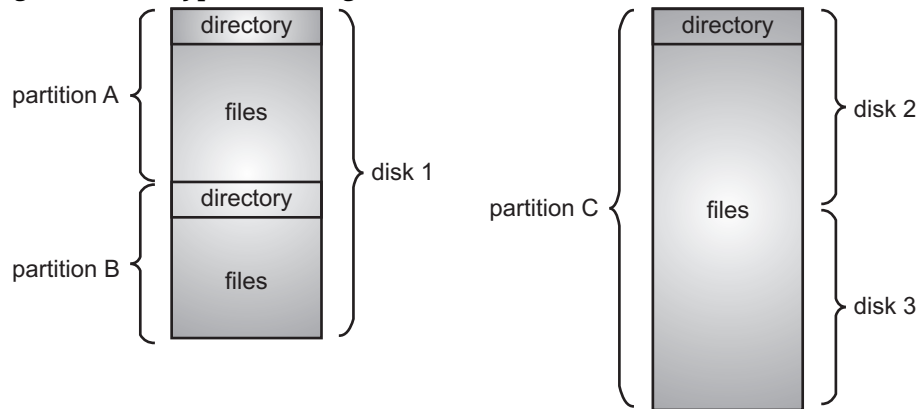 directory
partition A
files
disk 1
directory
partition B
files
directory
disk 2
partition C
files
disk 3